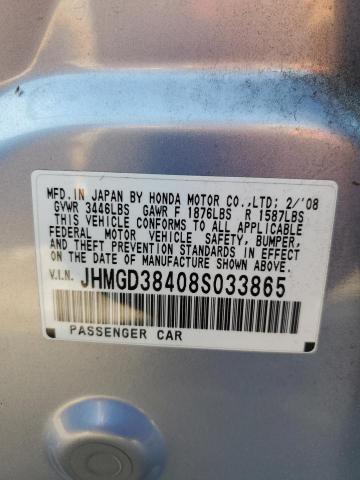 MFD. IN JAPAN BY HONDA MOTOR CO.,LTD; 2/'08
GVWR 3446LBS GAWR F 1876LBS R 1587LBS
THIS VEHICLE CONFORMS TO ALL APPLICABLE
FEDERAL MOTOR VEHICLE SAFETY, BUMPER, AND
THEFT PREVENTION STANDARDS IN EFFECT ON
THE DATE OF MANUFACTURE SHOWN ABOVE.
V.I.N. JHMGD38408S033865
PASSENGER CAR